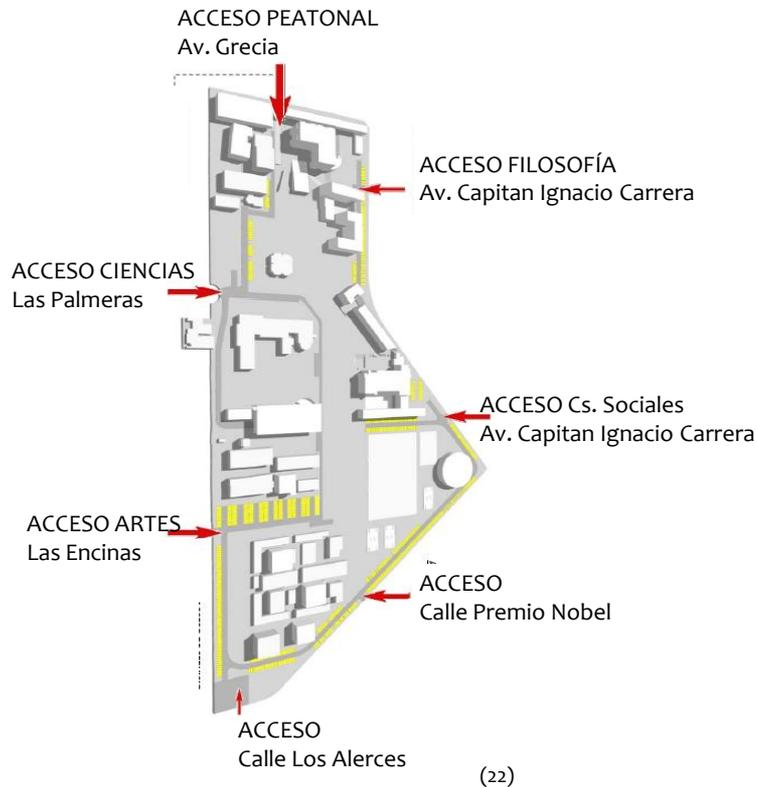 ACCESO PEATONAL
Av. Grecia
ACCESO FILOSOFÍA
Av. Capitan Ignacio Carrera
ACCESO CIENCIAS
Las Palmeras
ACCESO Cs. Sociales
Av. Capitan Ignacio Carrera
ACCESO ARTES
Las Encinas
ACCESO
Calle Premio Nobel
ACCESO
Calle Los Alerces
(22)